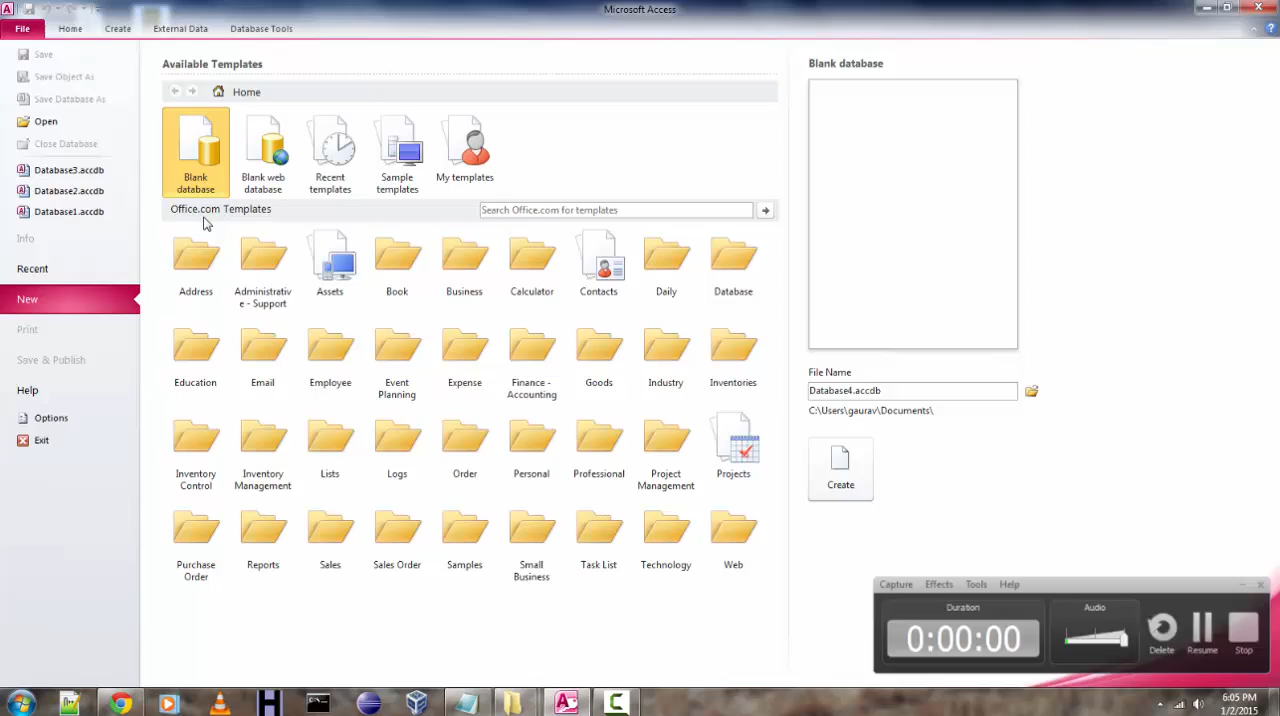 Microsoft Access
File Home Create External Data Database Tools
Save
Save Object As
Save Database As
Open
Close Database
Database3.accdb
Database2.accdb
Database1.accdb
Info
Recent
New
Print
Save & Publish
Help
Options
Exit
Available Templates
Home
Blank database
Blank web database
Recent templates
Sample templates
My templates
Office.com Templates
Search Office.com for templates
Address
Administrativ
e - Support
Assets
Book
Business
Calculator
Contacts
Daily
Database
Education
Email
Employee
Event
Planning
Expense
Finance -
Accounting
Goods
Industry
Inventories
Inventory
Control
Inventory
Management
Lists
Logs
Order
Personal
Professional
Project
Management
Projects
Purchase
Order
Reports
Sales
Sales Order
Samples
Small
Business
Task List
Technology
Web
Blank database
File Name
Database4.accdb
C:\Users\gaurav\Documents\
Create
Capture Effects Tools Help
Duration
0:00:00
Audio
Delete
Resume
Stop
6:05 PM
1/2/2015